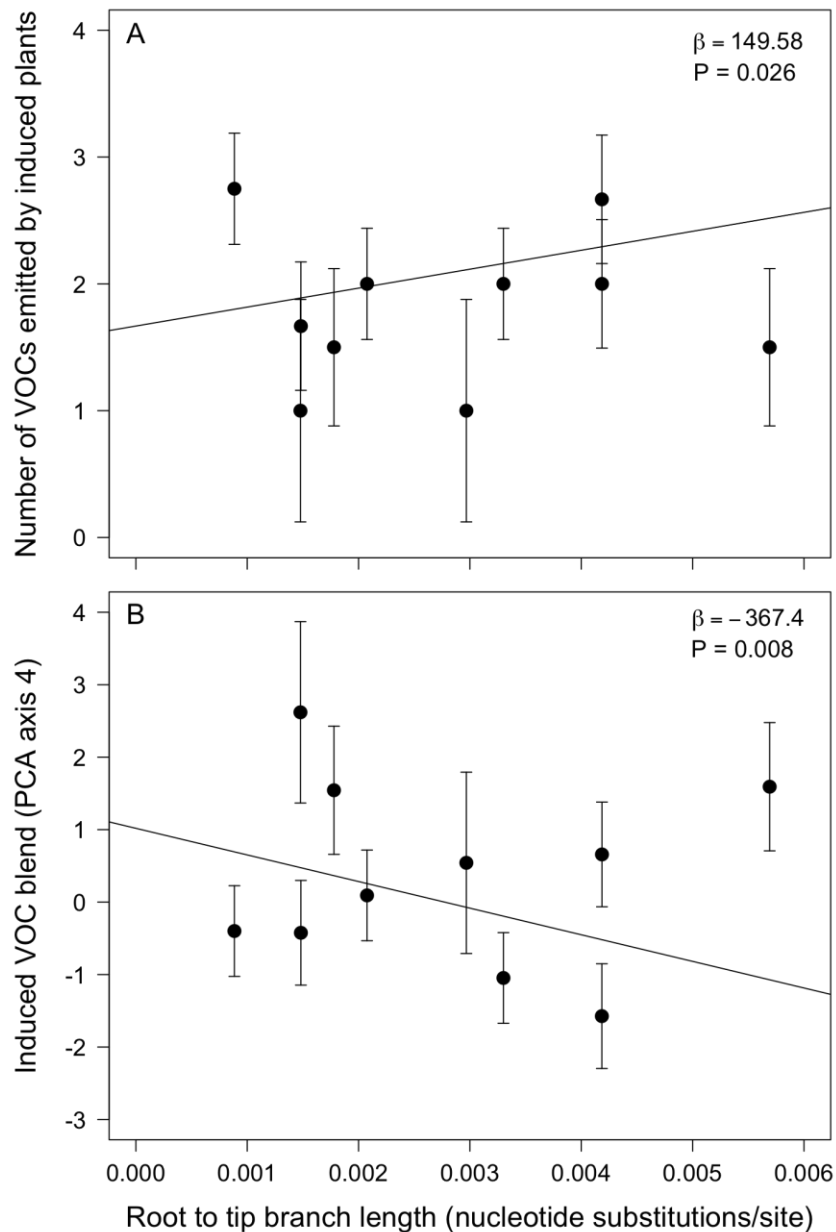 A
β = 149.58
P = 0.026
Number of VOCs emitted by induced plants
4
3
2
1
0
B
β = − 367.4
P = 0.008
Induced VOC blend (PCA axis 4)
4
3
2
1
0
-1
-2
-3
0.000 0.001 0.002 0.003 0.004 0.005 0.006
Root to tip branch length (nucleotide substitutions/site)